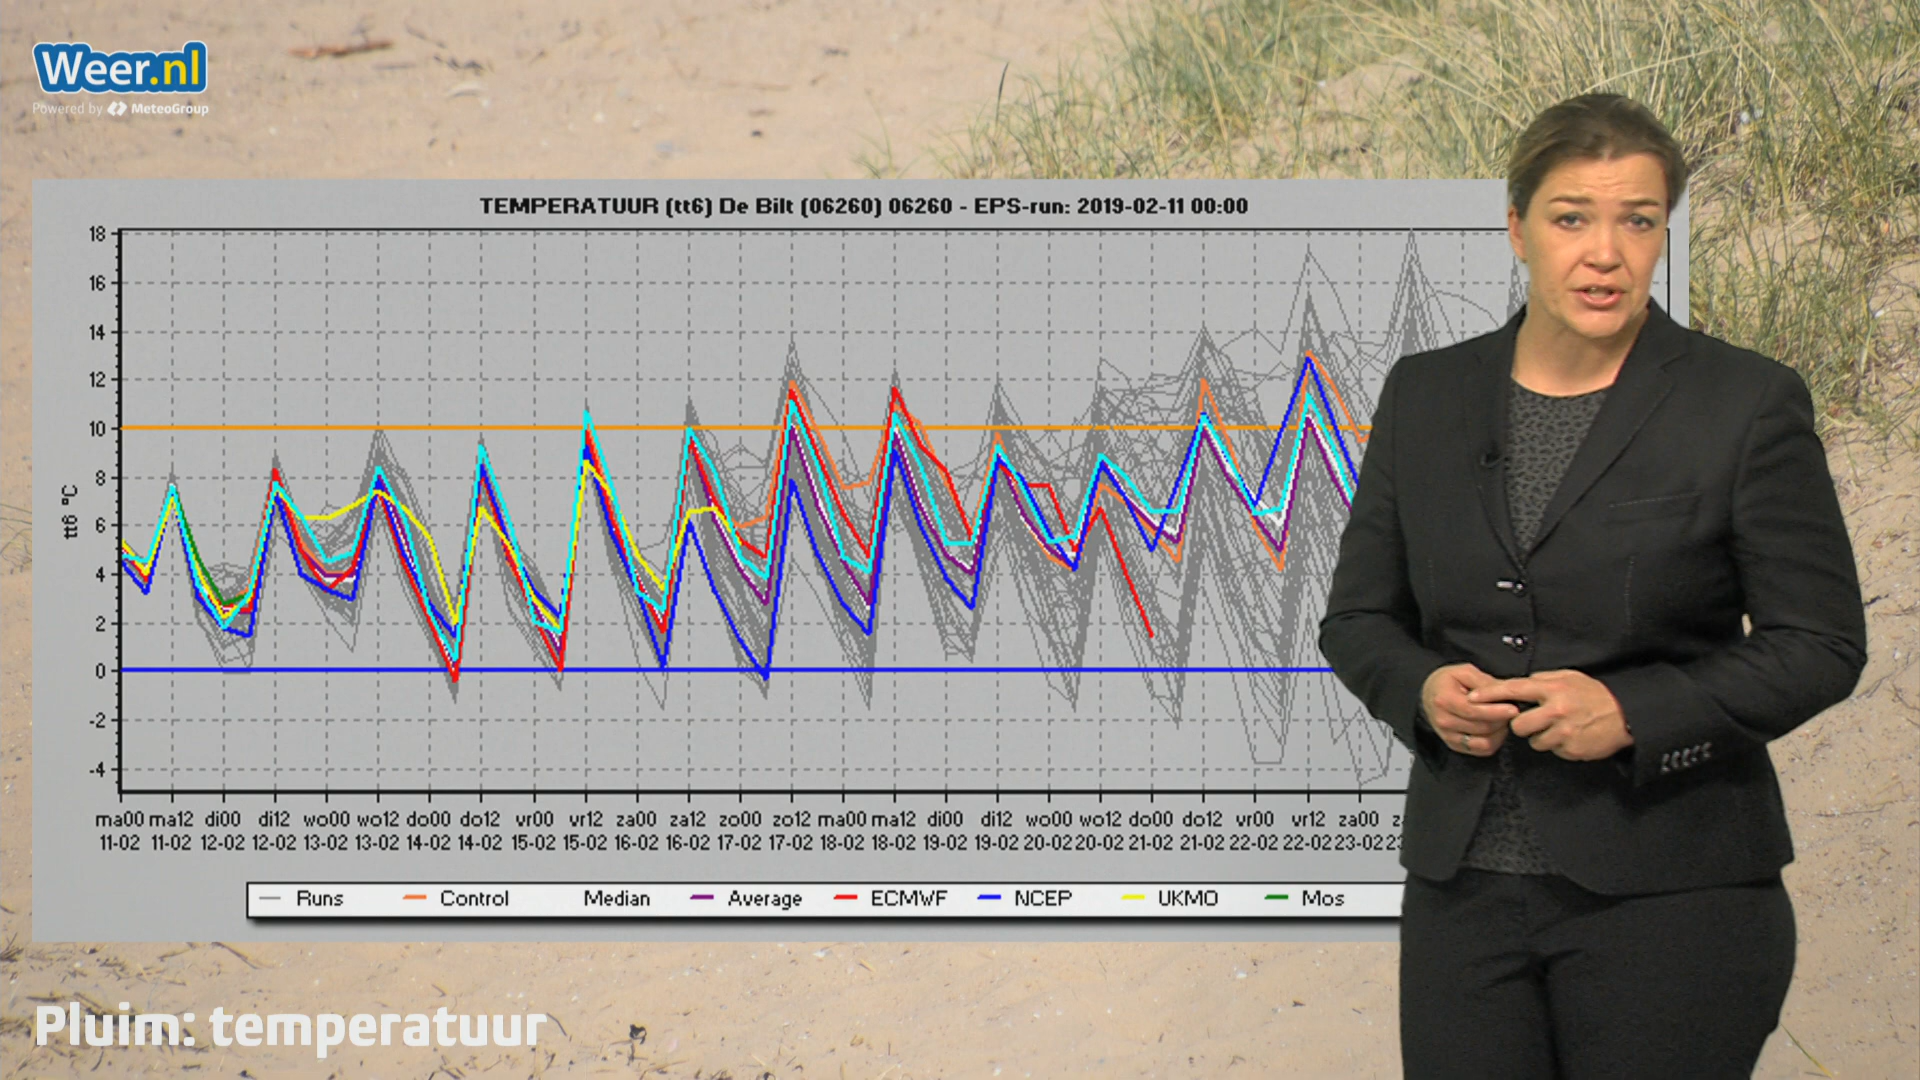 Weer.nl
Powered by MeteoGroup
TEMPERATUUR (tt6) De Bilt (06260) 06260 - EPS-run: 2019-02-11 00:00
18
16
14
12
10
8
6
4
2
0
-2
-4
tt6 °C
ma00 ma12 di00 di12 wo00 wo12 do00 do12 vr00 vr12 za00 za12 zo00 zo12 ma00 ma12 di00 di12 wo00 wo12 do00 do12 vr00 vr12 za00
11-02 11-02 12-02 12-02 13-02 13-02 14-02 14-02 15-02 15-02 16-02 16-02 17-02 17-02 18-02 18-02 19-02 19-02 20-02 20-02 21-02 21-02 22-02 22-02 23-02 23
Runs Control Median Average ECMWF NCEP UKMO Mos
Pluim: temperatuur